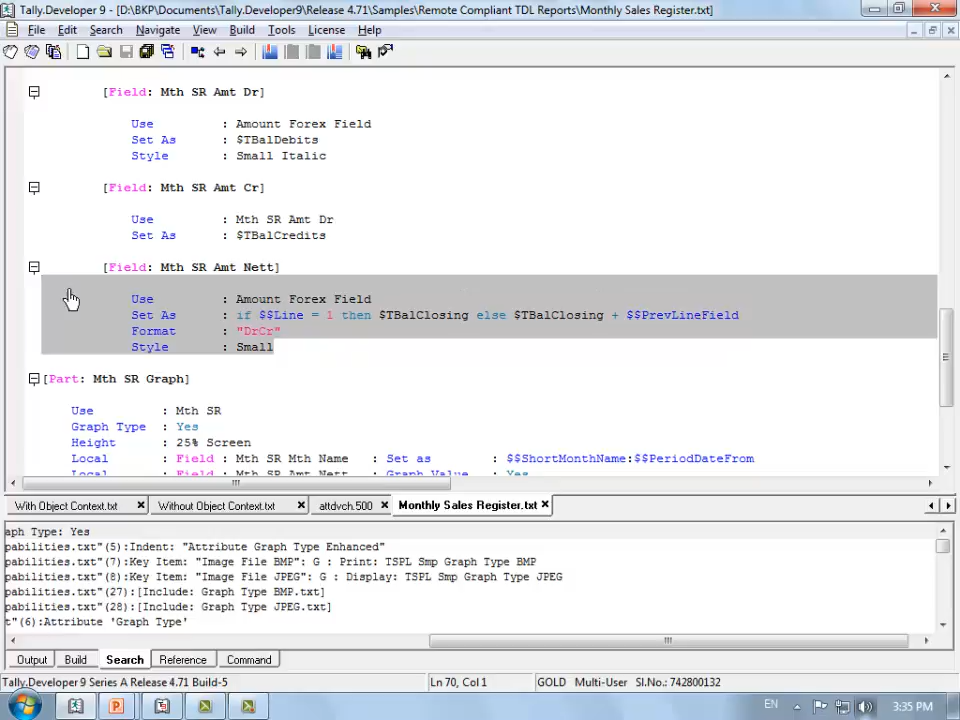 Tally.Developer 9 - [D:\BKP\Documents\Tally.Developer9\Release 4.71\Samples\Remote Compliant TDL Reports\Monthly Sales Register.txt]
File Edit Search Navigate View Build Tools License Help
[Field: Mth SR Amt Dr]
Use : Amount Forex Field
Set As : $TBalDebits
Style : Small Italic
[Field: Mth SR Amt Cr]
Use : Mth SR Amt Dr
Set As : $TBalCredits
[Field: Mth SR Amt Nett]
Use : Amount Forex Field
Set As : if $$Line = 1 then $TBalClosing else $TBalClosing + $$PrevLineField
Format : "DrCr"
Style : Small
[Part: Mth SR Graph]
Use : Mth SR
Graph Type : Yes
Height : 25% Screen
Local : Field : Mth SR Mth Name : Set as : $$ShortMonthName:$$PeriodDateFrom
Local : Field : Mth SR Amt Nett : Graph Value : Yes
With Object Context.txt Without Object Context.txt attdvch.500 Monthly Sales Register.txt
aph Type: Yes
pabilities.txt"(5):Indent: "Attribute Graph Type Enhanced"
pabilities.txt"(7):Key Item: "Image File BMP": G : Print: TSPL Smp Graph Type BMP
pabilities.txt"(8):Key Item: "Image File JPEG": G : Display: TSPL Smp Graph Type JPEG
pabilities.txt"(27):[Include: Graph Type BMP.txt]
pabilities.txt"(28):[Include: Graph Type JPEG.txt]
t"(6):Attribute 'Graph Type'
Output Build Search Reference Command
Tally.Developer 9 Series A Release 4.71 Build-5 Ln 70, Col 1 GOLD Multi-User Sl.No.: 742800132
EN 3:35 PM